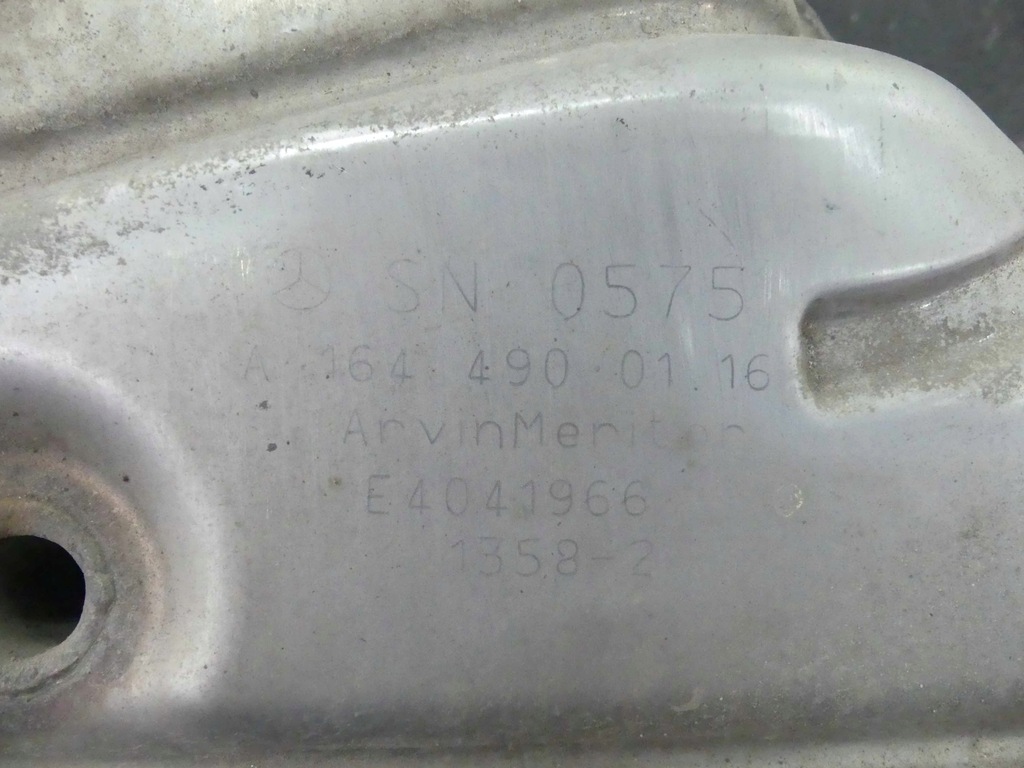 SN 0575
A 164 490 01 16
ArvinMeritor
E4041966
1358-2